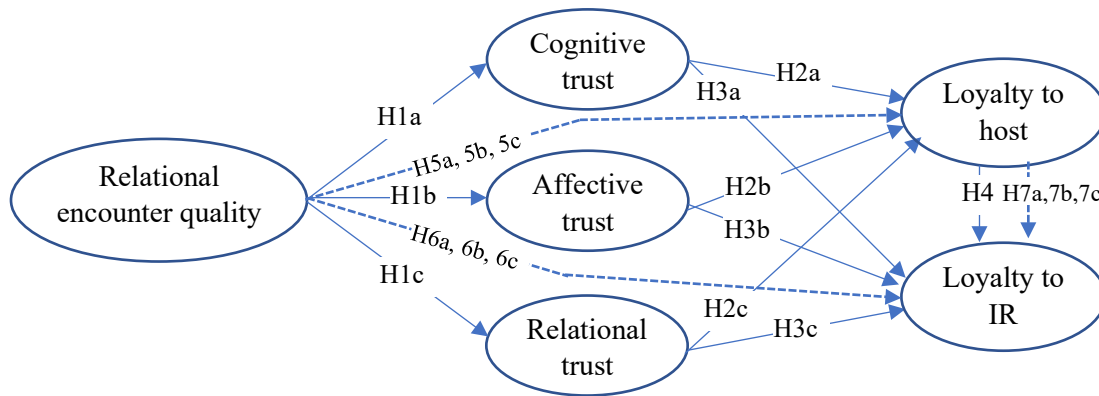 Cognitive
trust
H2a
H3a
Loyalty to
host
H1a
H5a, 5b, 5c
Relational
encounter quality
H1b
Affective
trust
H2b
H4
H7a,7b,7c
H3b
H6a, 6b, 6c
H1c
Loyalty to
IR
H2c
Relational
trust
H3c